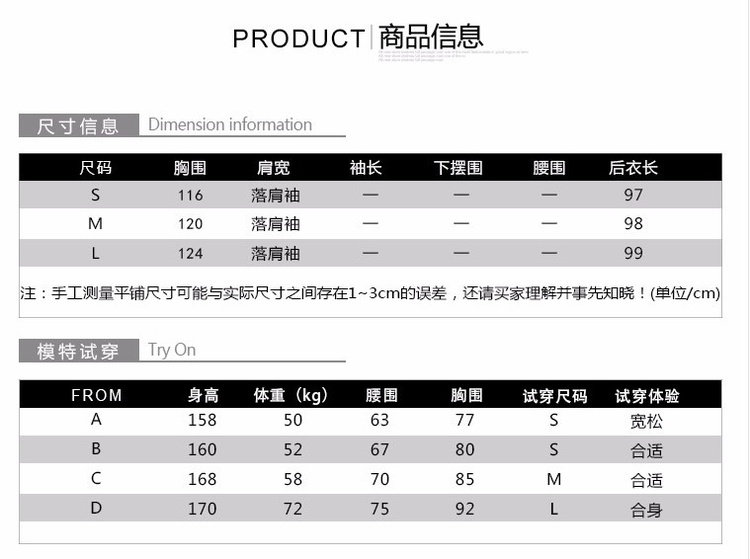 PRODUCT 商品信息
尺寸信息 Dimension information
尺码 胸围 肩宽 袖长 下摆围 腰围 后衣长
S 116 落肩袖 — — — 97
M 120 落肩袖 — — — 98
L 124 落肩袖 — — — 99
注：手工测量平铺尺寸可能与实际尺寸之间存在1~3cm的误差，还请买家理解并事先知晓！(单位/cm)
模特试穿 Try On
FROM 身高 体重（kg） 腰围 胸围 试穿尺码 试穿体验
A 158 50 63 77 S 宽松
B 160 52 67 80 S 合适
C 168 58 70 85 M 合适
D 170 72 75 92 L 合身